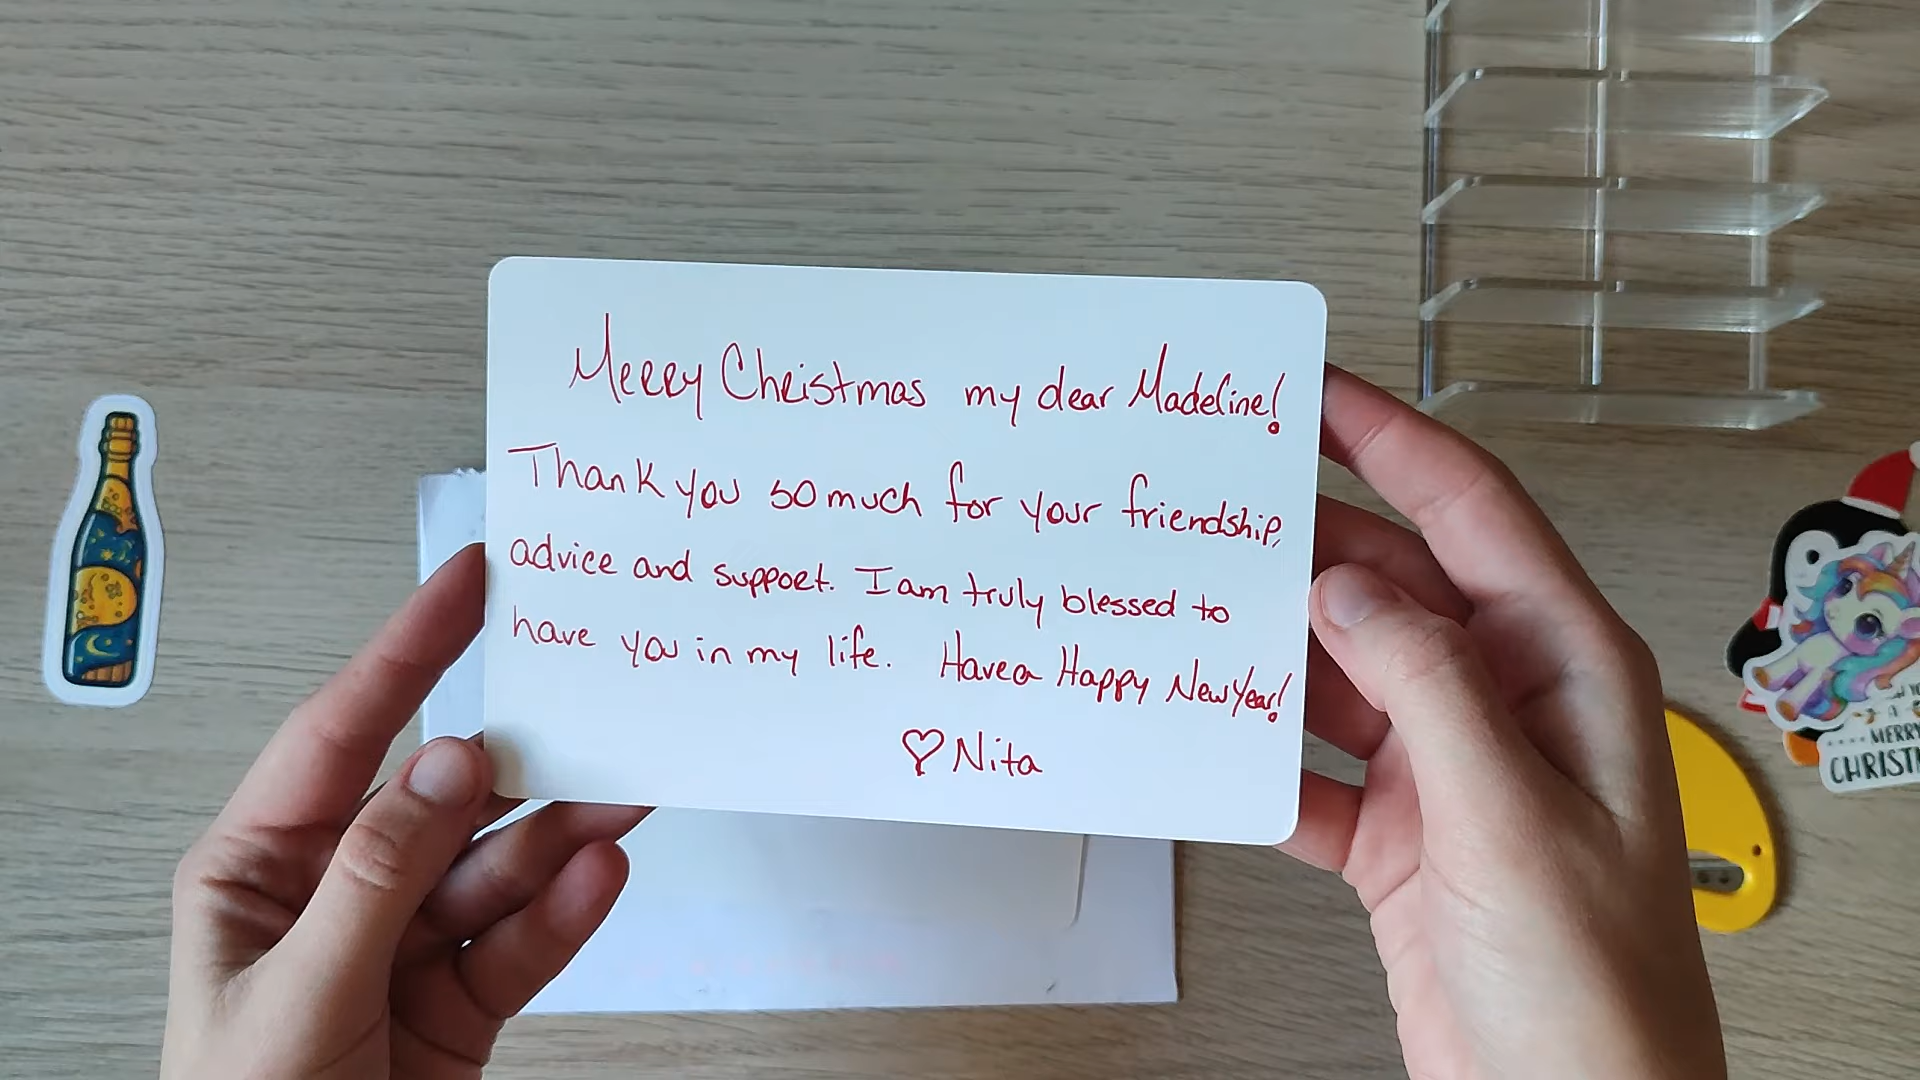 Merry Christmas my dear Madeline!
Thank you so much for your friendship,
advice and support. I am truly blessed to
have you in my life. Have a Happy New Year!
♡ Nita
A
MERRY